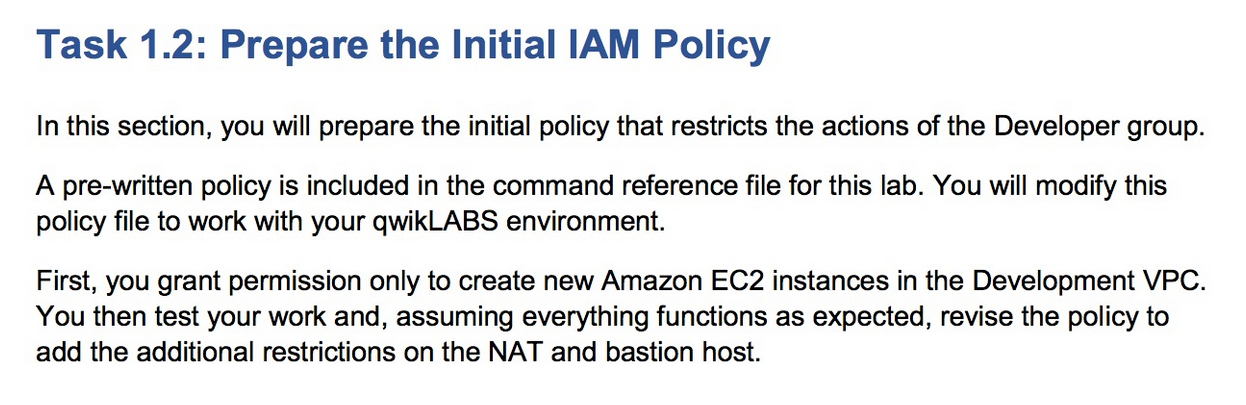 Task 1.2: Prepare the Initial IAM Policy
In this section, you will prepare the initial policy that restricts the actions of the Developer group.
A pre-written policy is included in the command reference file for this lab. You will modify this
policy file to work with your qwikLABS environment.
First, you grant permission only to create new Amazon EC2 instances in the Development VPC.
You then test your work and, assuming everything functions as expected, revise the policy to
add the additional restrictions on the NAT and bastion host.